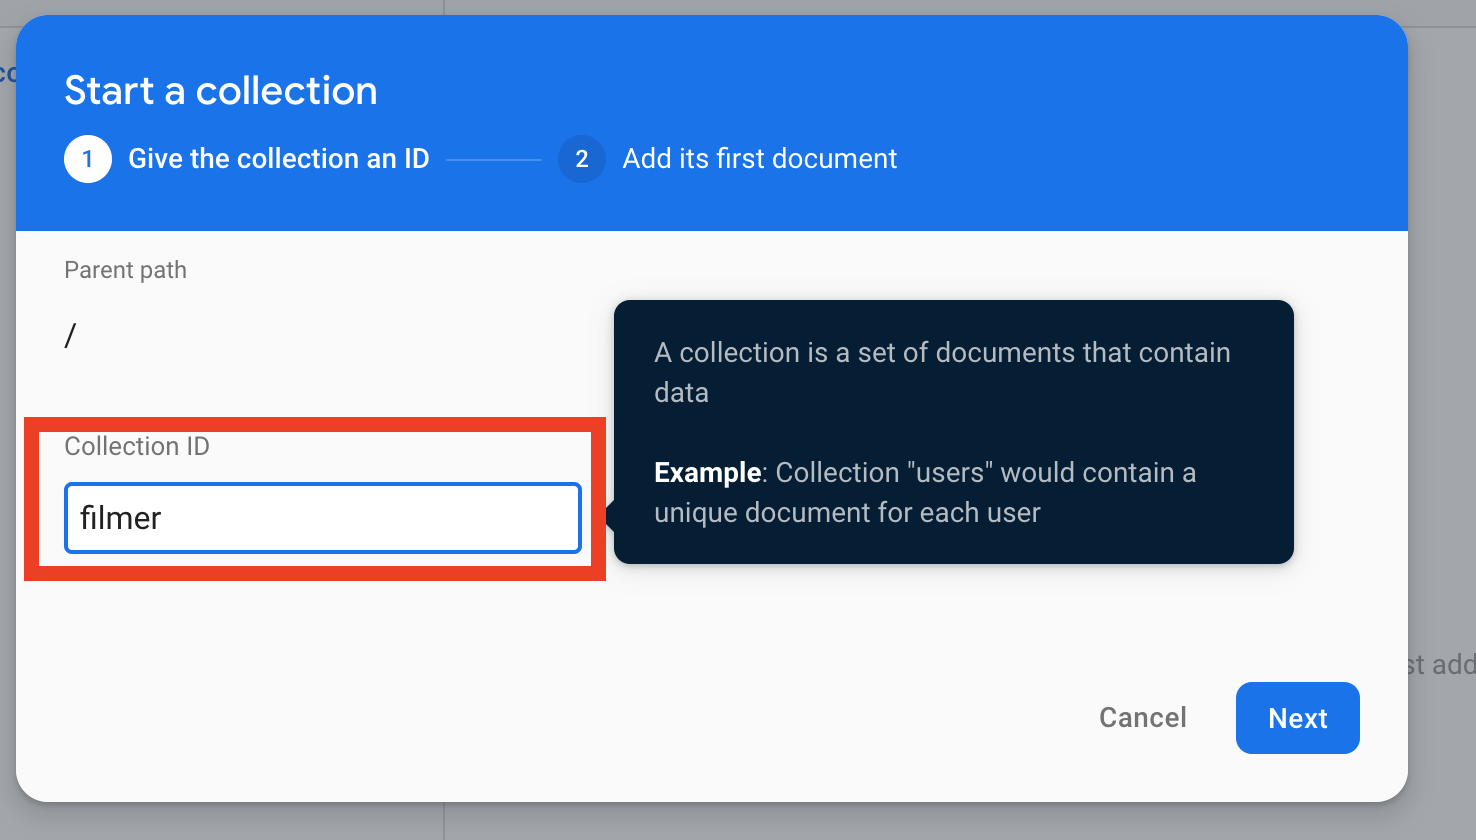 Start a collection
1 Give the collection an ID 2 Add its first document
Parent path
/
A collection is a set of documents that contain
data
Example: Collection "users" would contain a
unique document for each user
Collection ID
filmer
Cancel Next